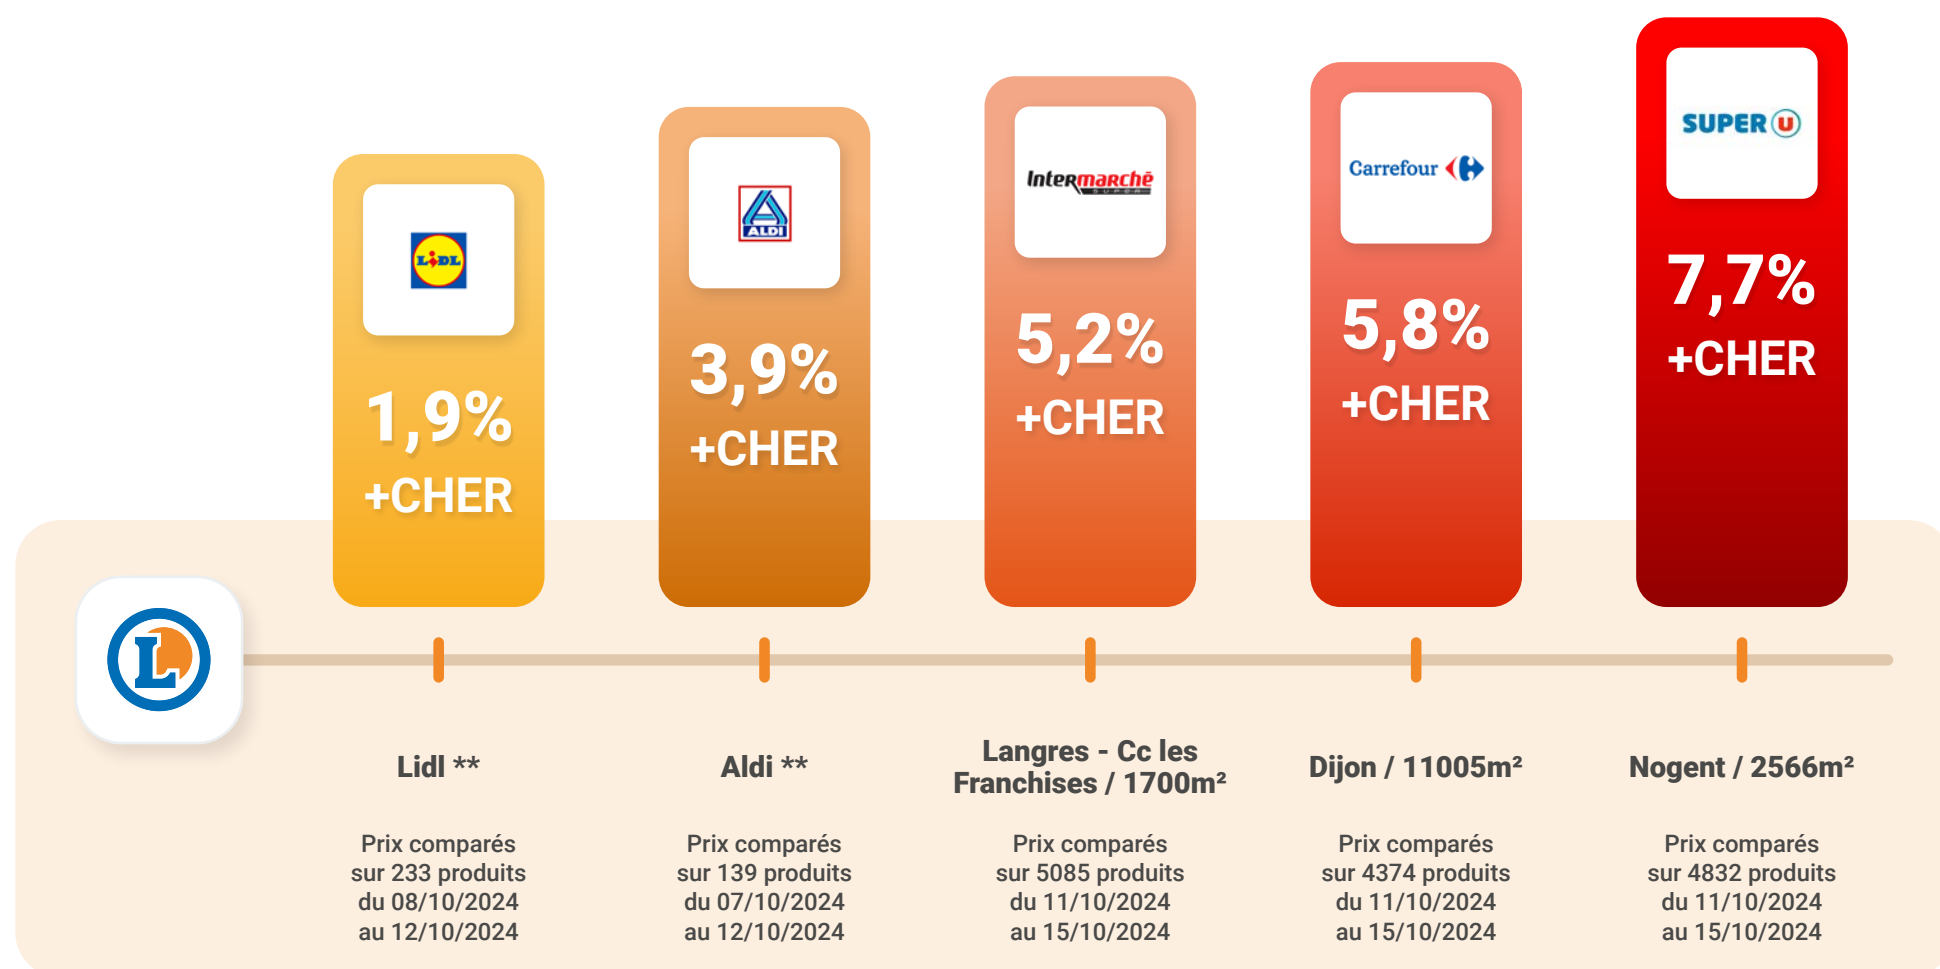 LIDL
1,9%
+CHER
ALDI
3,9%
+CHER
Intermarchē
SUPER
5,2%
+CHER
Carrefour
5,8%
+CHER
SUPER U
7,7%
+CHER
L
Lidl **
Prix comparés
sur 233 produits
du 08/10/2024
au 12/10/2024
Aldi **
Prix comparés
sur 139 produits
du 07/10/2024
au 12/10/2024
Langres - Cc les
Franchises / 1700m²
Prix comparés
sur 5085 produits
du 11/10/2024
au 15/10/2024
Dijon / 11005m²
Prix comparés
sur 4374 produits
du 11/10/2024
au 15/10/2024
Nogent / 2566m²
Prix comparés
sur 4832 produits
du 11/10/2024
au 15/10/2024